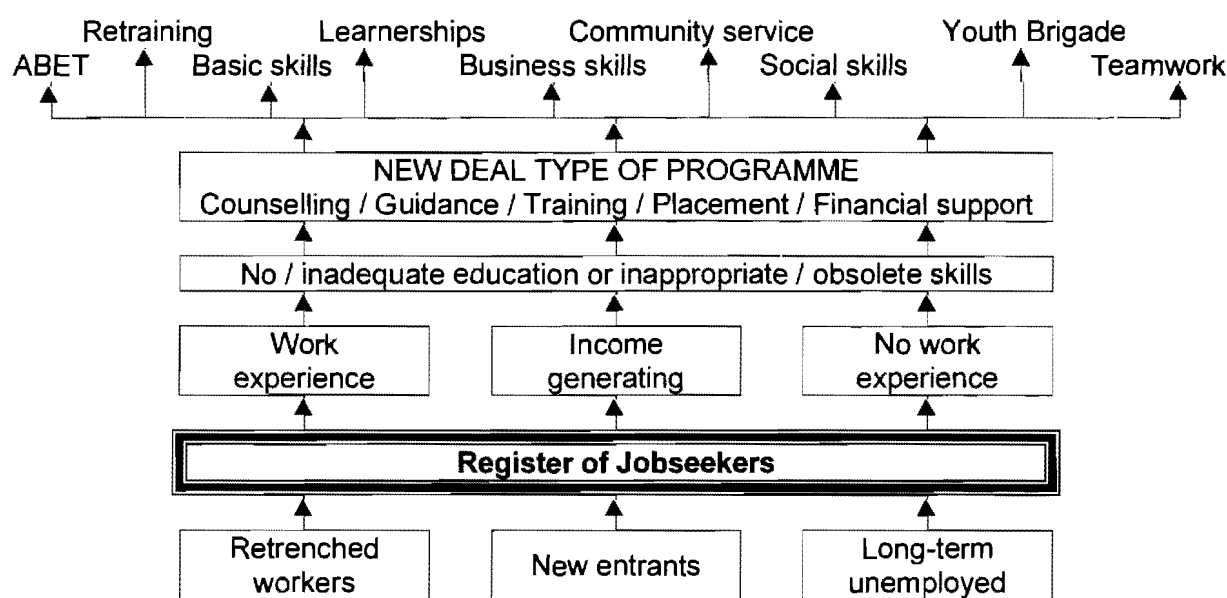 Retraining Learnerships Community service Youth Brigade
ABET Basic skills Business skills Social skills Teamwork
NEW DEAL TYPE OF PROGRAMME
Counselling / Guidance / Training / Placement / Financial support
No / inadequate education or inappropriate / obsolete skills
Work
experience
Income
generating
No work
experience
Register of Jobseekers
Retrenched
workers
New entrants
Long-term
unemployed